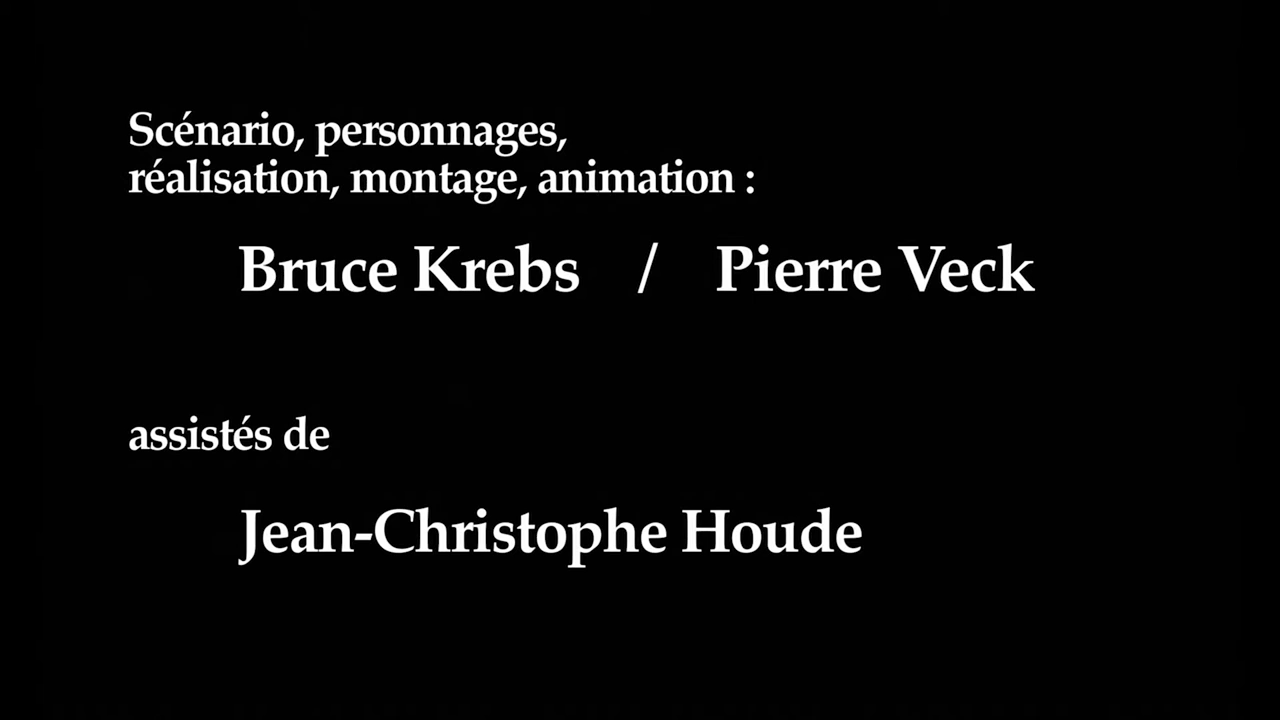 Scénario, personnages,
réalisation, montage, animation :
Bruce Krebs / Pierre Veck
assistés de
Jean-Christophe Houde